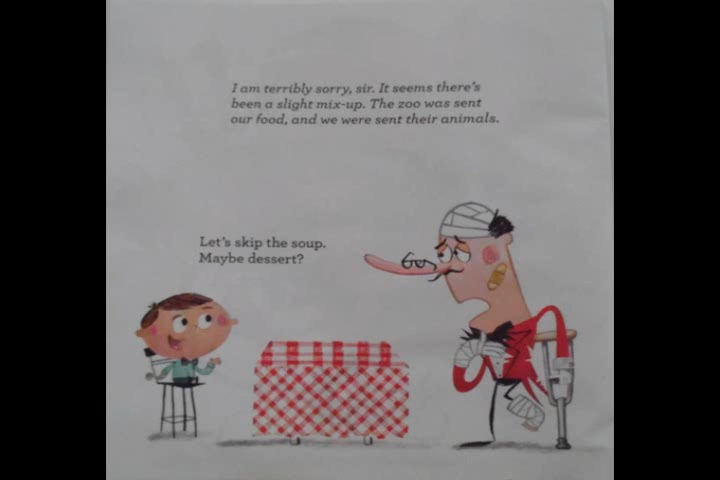 I am terribly sorry, sir. It seems there's
been a slight mix-up. The zoo was sent
our food, and we were sent their animals.
Let's skip the soup.
Maybe dessert?